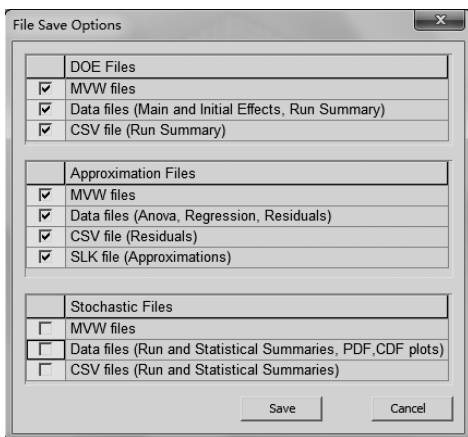 File Save Options
DOE Files
MVW files
Data files (Main and Initial Effects, Run Summary)
CSV file (Run Summary)
Approximation Files
MVW files
Data files (Anova, Regression, Residuals)
CSV file (Residuals)
SLK file (Approximations)
Stochastic Files
MVW files
Data files (Run and Statistical Summaries, PDF,CDF plots)
CSV files (Run and Statistical Summaries)
Save Cancel